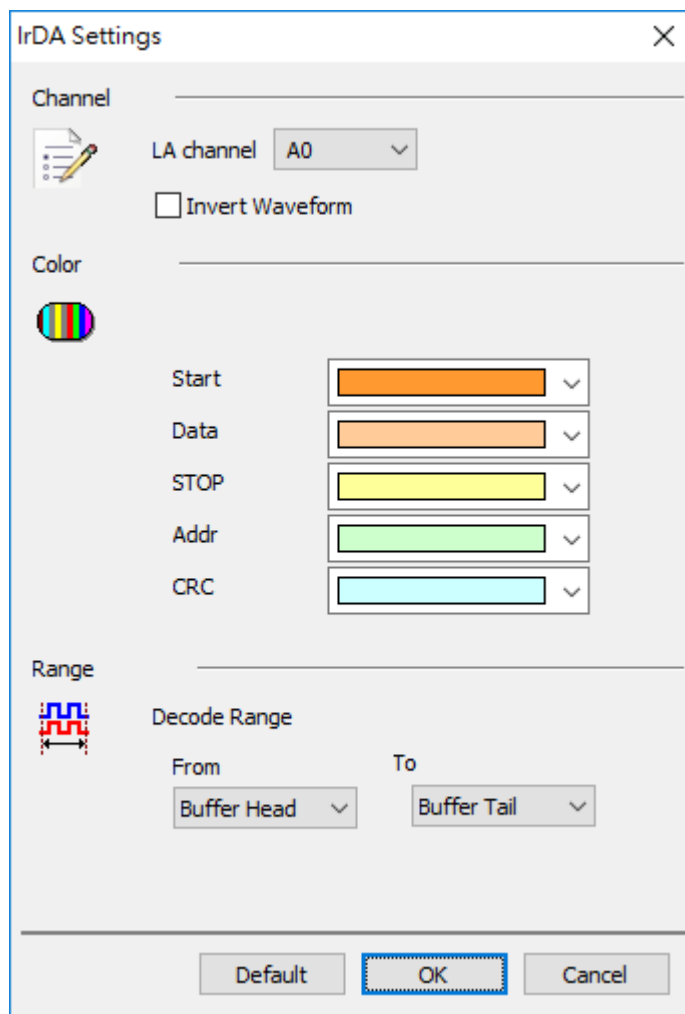 IrDA Settings
Channel
LA channel A0
Invert Waveform
Color
Start
Data
STOP
Addr
CRC
Range
Decode Range
From To
Buffer Head Buffer Tail
Default OK Cancel